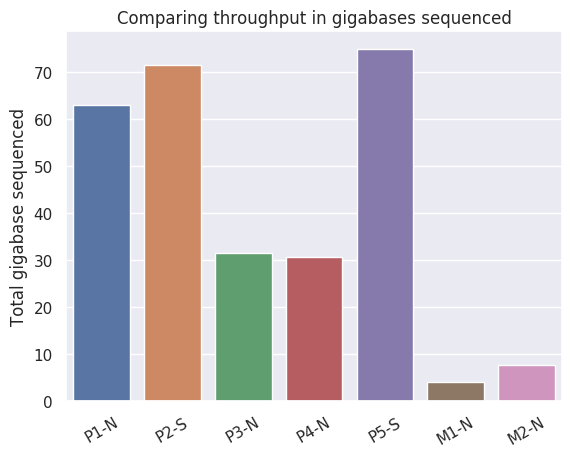 Comparing throughput in gigabases sequenced
Total gigabase sequenced
70
60
50
40
30
20
10
0
P1-N P2-S P3-N P4-N P5-S M1-N M2-N